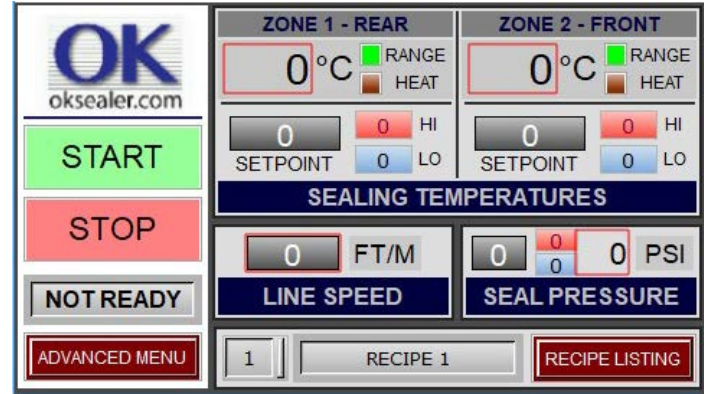 OK
oksealer.com
START
STOP
NOT READY
ADVANCED MENU
ZONE 1 - REAR
0 °C
RANGE
HEAT
0
SETPOINT
0 HI
0 LO
ZONE 2 - FRONT
0 °C
RANGE
HEAT
0
SETPOINT
0 HI
0 LO
SEALING TEMPERATURES
0 FT/M
LINE SPEED
0
0
0
0 PSI
SEAL PRESSURE
1
RECIPE 1
RECIPE LISTING